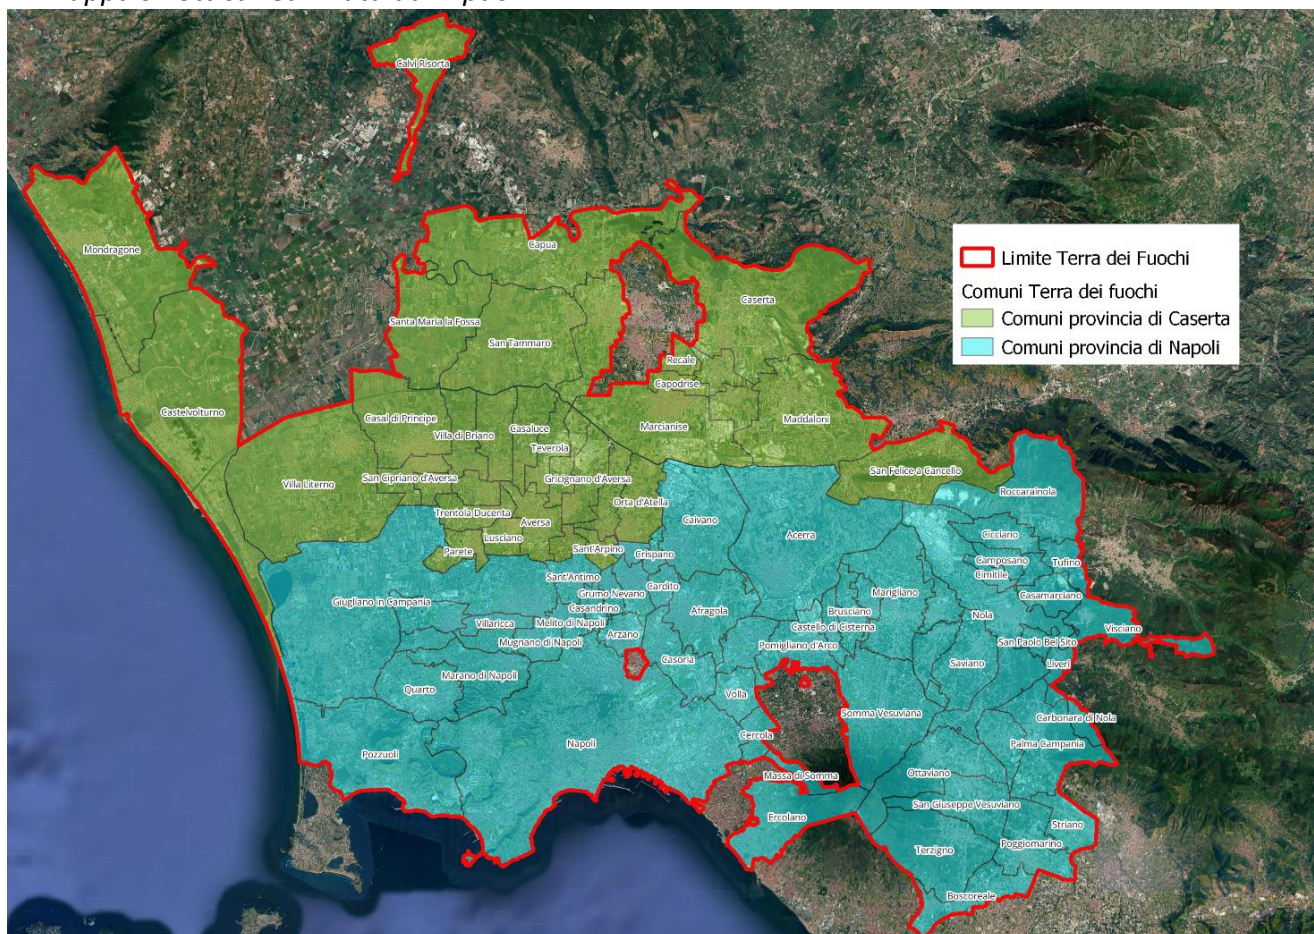 Calvi Risorta
Mondragone
Capua
Limite Terra dei Fuochi
Comuni Terra dei fuochi
Comuni provincia di Caserta
Comuni provincia di Napoli
Caserta
Santa Maria la Fossa
San Tammaro
Recale
Capodrise
Castelvolturno
Casal di Principe
Villa di Briano
Casaluce
Teverola
Marcianise
Maddaloni
San Felice a Cancello
Villa Literno
San Cipriano d'Aversa
Gricignano d'Aversa
Orta d'Atella
Roccarainola
Trentola Ducenta
Aversa
Lusciano
Parete
Sant'Arpino
Caivano
Acerra
Cicciano
Crispano
Camposano
Cimitile
Tufino
Sant'Antimo
Cardito
Grumo Nevano
Casandrino
Giugliano in Campania
Afragola
Marigliano
Casamarciano
Brusciano
Nola
Visciano
Villaricca
Melito di Napoli
Arzano
Castello di Cisterna
Mugnano di Napoli
Pomigliano d'Arco
San Paolo Bel Sito
Casoria
Saviano
Liveri
Marano di Napoli
Quarto
Volla
Somma Vesuviana
Carbonara di Nola
Cercola
Napoli
Palma Campania
Pozzuoli
Massa di Somma
Ottaviano
San Giuseppe Vesuviano
Ercolano
Striano
Terzigno
Poggiomarino
Boscoreale